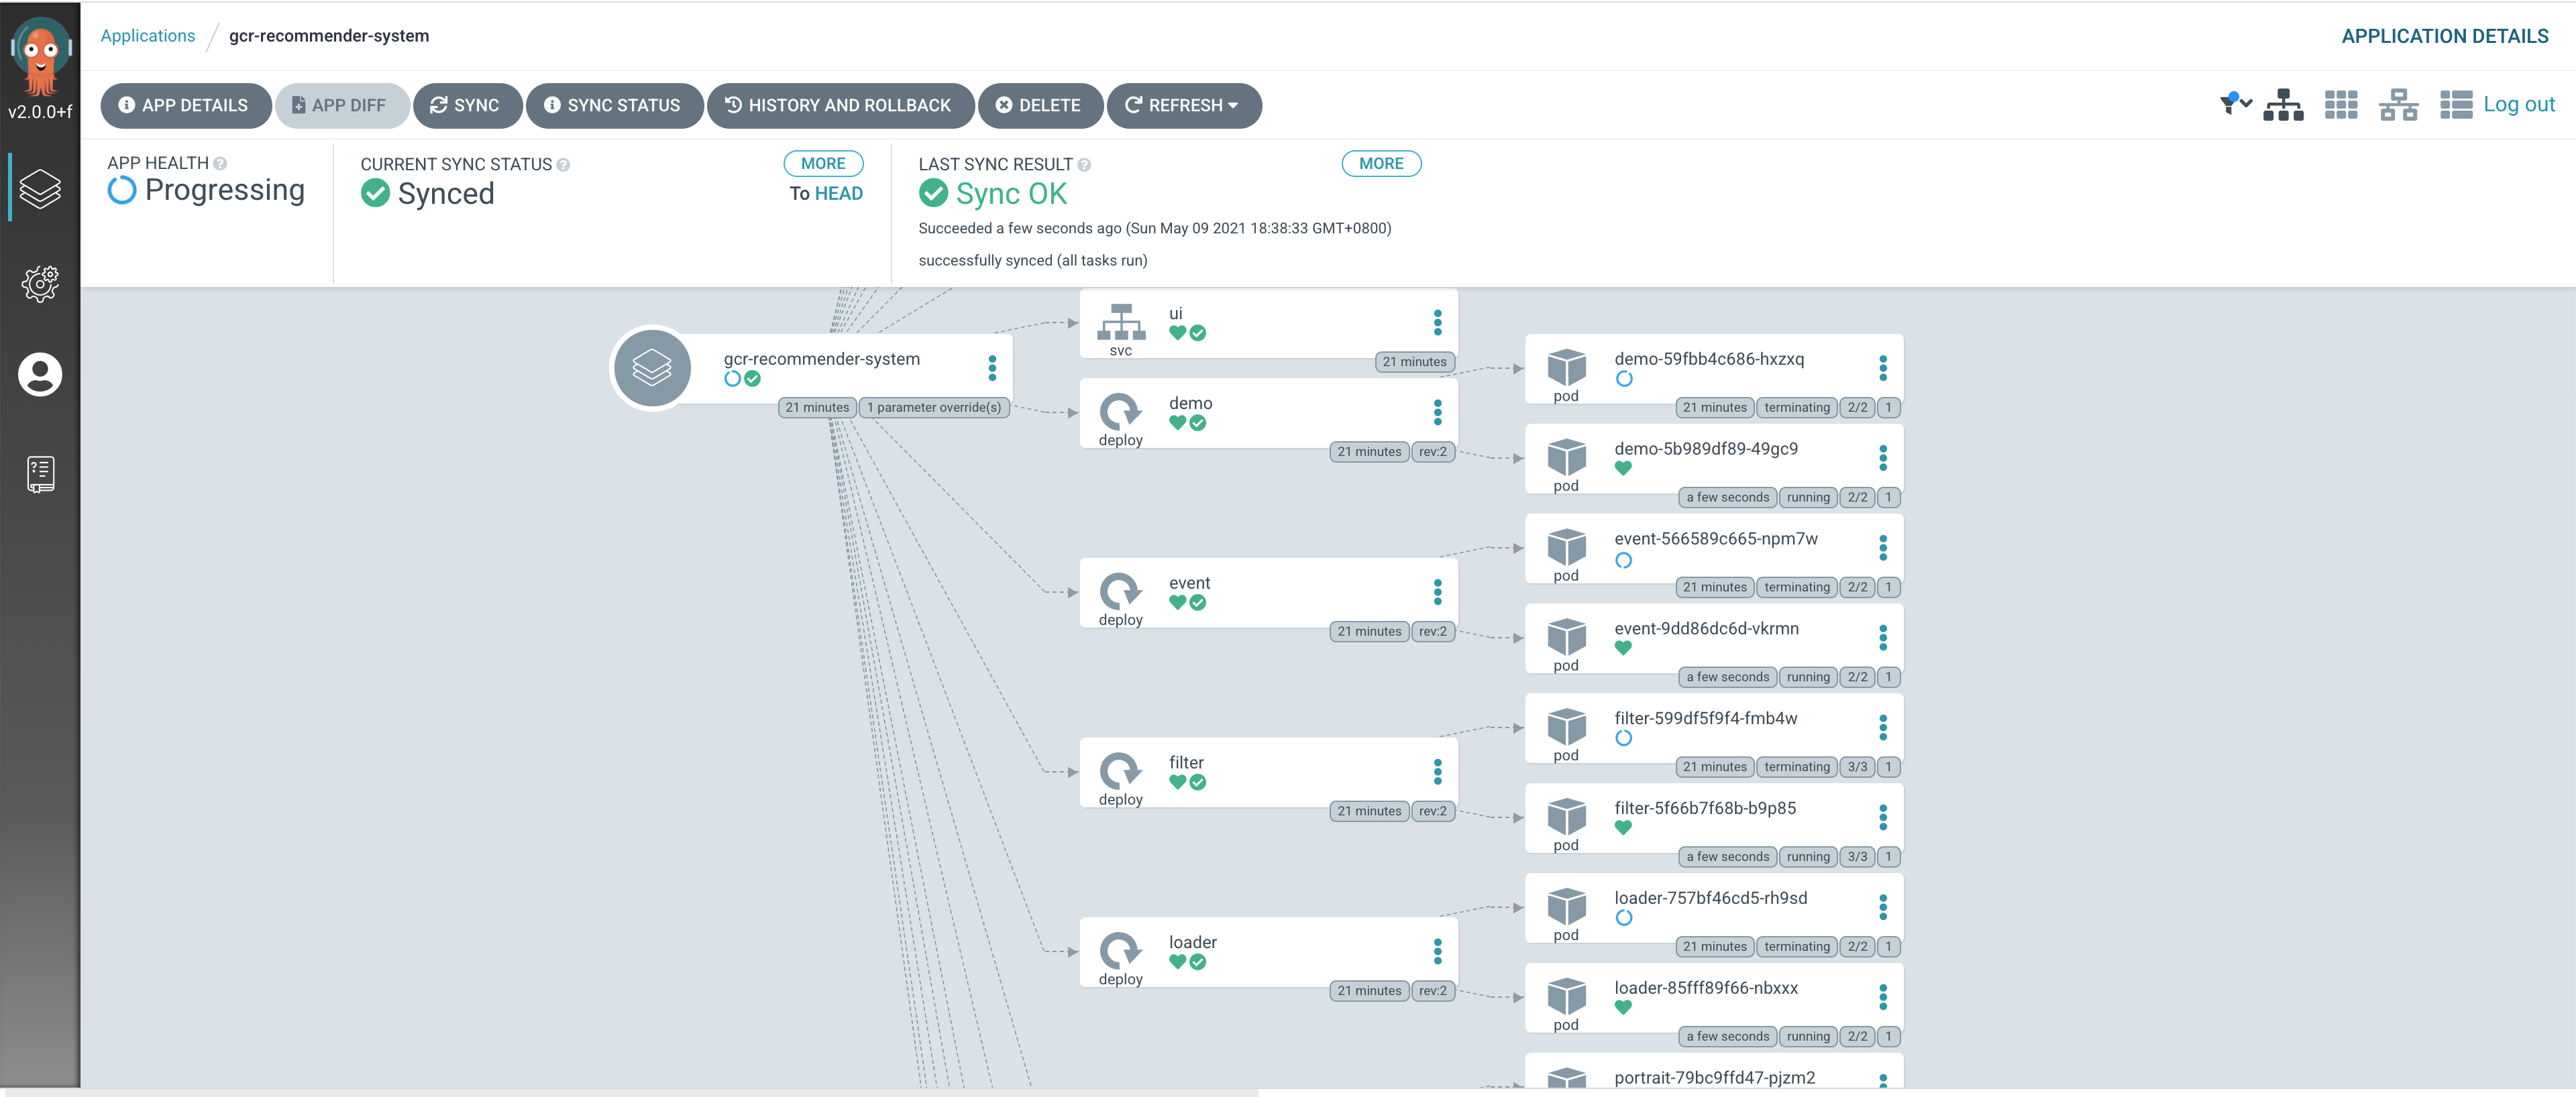 Applications / gcr-recommender-system
APPLICATION DETAILS
v2.0.0+f
APP DETAILS
APP DIFF
SYNC
SYNC STATUS
HISTORY AND ROLLBACK
DELETE
REFRESH
Log out
APP HEALTH
Progressing
CURRENT SYNC STATUS
MORE
Synced
To HEAD
LAST SYNC RESULT
MORE
Sync OK
Succeeded a few seconds ago (Sun May 09 2021 18:38:33 GMT+0800)
successfully synced (all tasks run)
gcr-recommender-system
21 minutes
1 parameter override(s)
ui
svc
21 minutes
demo
deploy
21 minutes
rev:2
event
deploy
21 minutes
rev:2
filter
deploy
21 minutes
rev:2
loader
deploy
21 minutes
rev:2
demo-59fbb4c686-hxzxq
pod
21 minutes
terminating
2/2
1
demo-5b989df89-49gc9
pod
a few seconds
running
2/2
1
event-566589c665-npm7w
pod
21 minutes
terminating
2/2
1
event-9dd86dc6d-vkrmn
pod
a few seconds
running
2/2
1
filter-599df5f9f4-fmb4w
pod
21 minutes
terminating
3/3
1
filter-5f66b7f68b-b9p85
pod
a few seconds
running
3/3
1
loader-757bf46cd5-rh9sd
pod
21 minutes
terminating
2/2
1
loader-85fff89f66-nbxxx
pod
a few seconds
running
2/2
1
portrait-79bc9ffd47-pjzm2